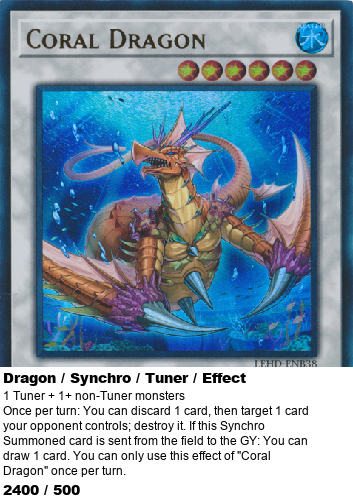 CORAL DRAGON
WATER
水
LEHD-ENB38
Dragon / Synchro / Tuner / Effect
1 Tuner + 1+ non-Tuner monsters
Once per turn: You can discard 1 card, then target 1 card
your opponent controls; destroy it. If this Synchro
Summoned card is sent from the field to the GY: You can
draw 1 card. You can only use this effect of "Coral
Dragon" once per turn.
2400 / 500